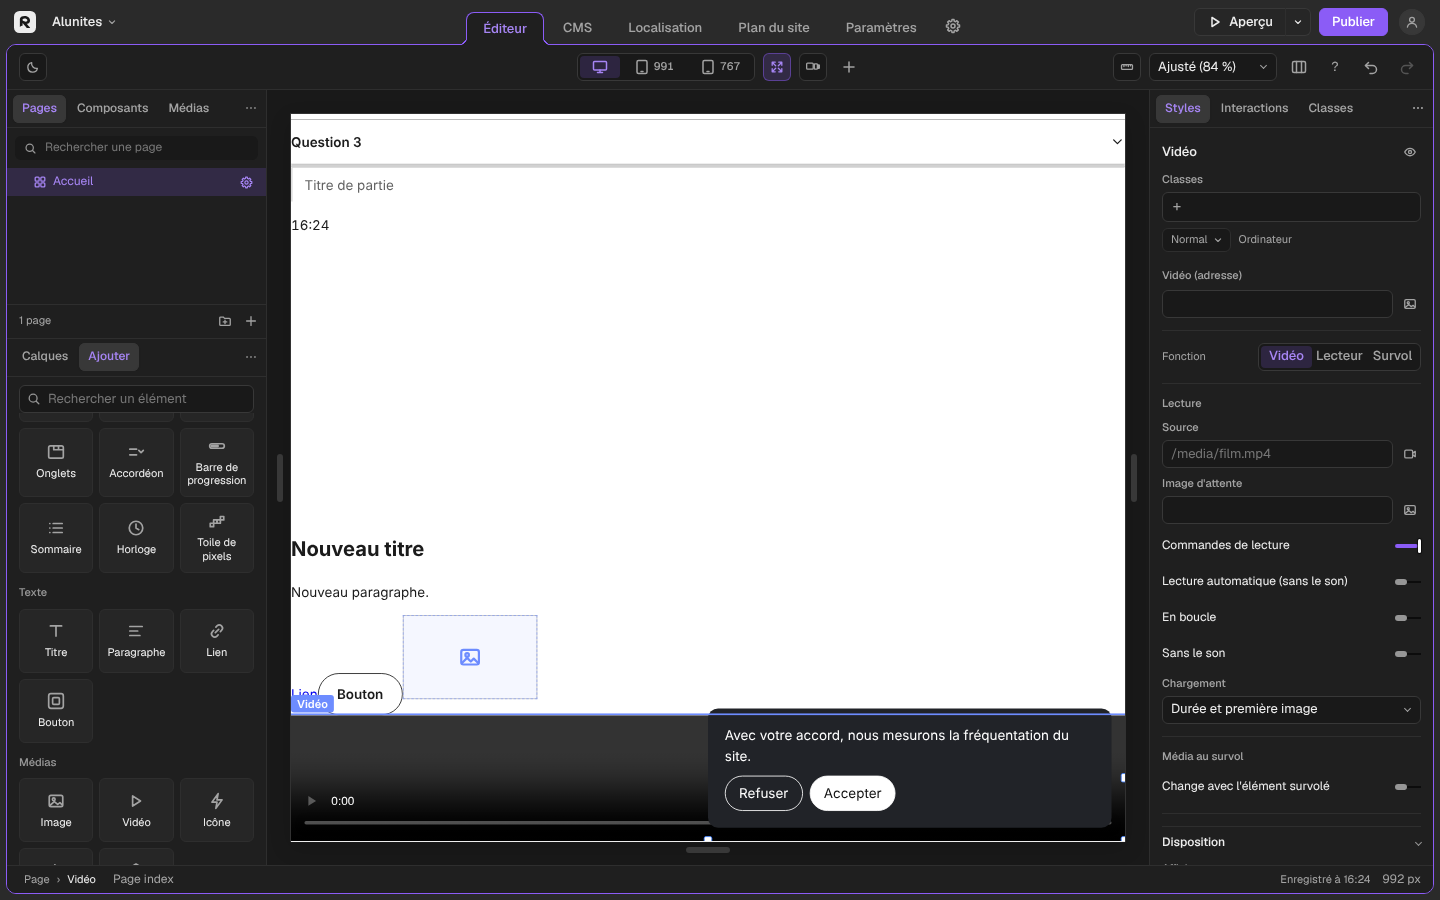 R
Alunites
Éditeur
CMS
Localisation
Plan du site
Paramètres
Aperçu
Publier
991
767
Ajusté (84 %)
?
Pages
Composants
Médias
Rechercher une page
Accueil
1 page
Calques
Ajouter
Rechercher un élément
Onglets
Accordéon
Barre de
progression
Sommaire
Horloge
Toile de
pixels
Texte
Titre
Paragraphe
Lien
Bouton
Médias
Image
Vidéo
Icône
Question 3
Titre de partie
16:24
Nouveau titre
Nouveau paragraphe.
Lien
Bouton
Vidéo
0:00
Avec votre accord, nous mesurons la fréquentation du
site.
Refuser
Accepter
Styles
Interactions
Classes
Vidéo
Classes
+
Normal
Ordinateur
Vidéo (adresse)
Fonction
Vidéo
Lecteur
Survol
Lecture
Source
/media/film.mp4
Image d'attente
Commandes de lecture
Lecture automatique (sans le son)
En boucle
Sans le son
Chargement
Durée et première image
Média au survol
Change avec l'élément survolé
Disposition
Page › Vidéo
Page index
Enregistré à 16:24
992 px